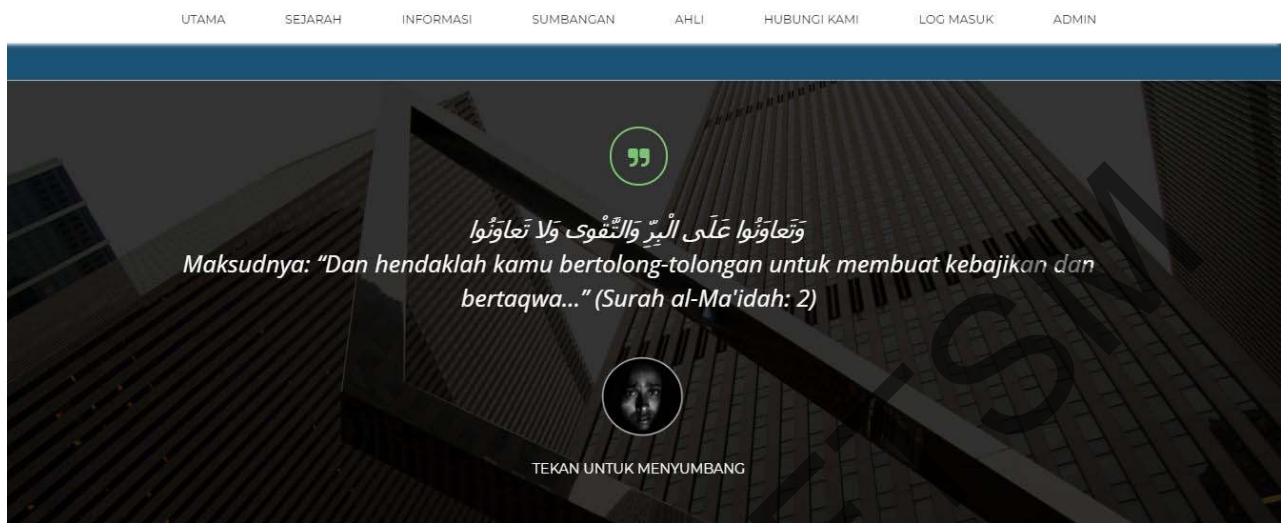 UTAMA SEJARAH INFORMASI SUMBANGAN AHLI HUBUNGI KAMI LOG MASUK ADMIN
وَتَعاوَنُوا عَلَى الْبِرِّ وَالتَّقْوى وَلا تَعاوَنُوا
Maksudnya: “Dan hendaklah kamu bertolong-tolongan untuk membuat kebajikan dan
bertaqwa...” (Surah al-Ma'idah: 2)
TEKAN UNTUK MENYUMBANG